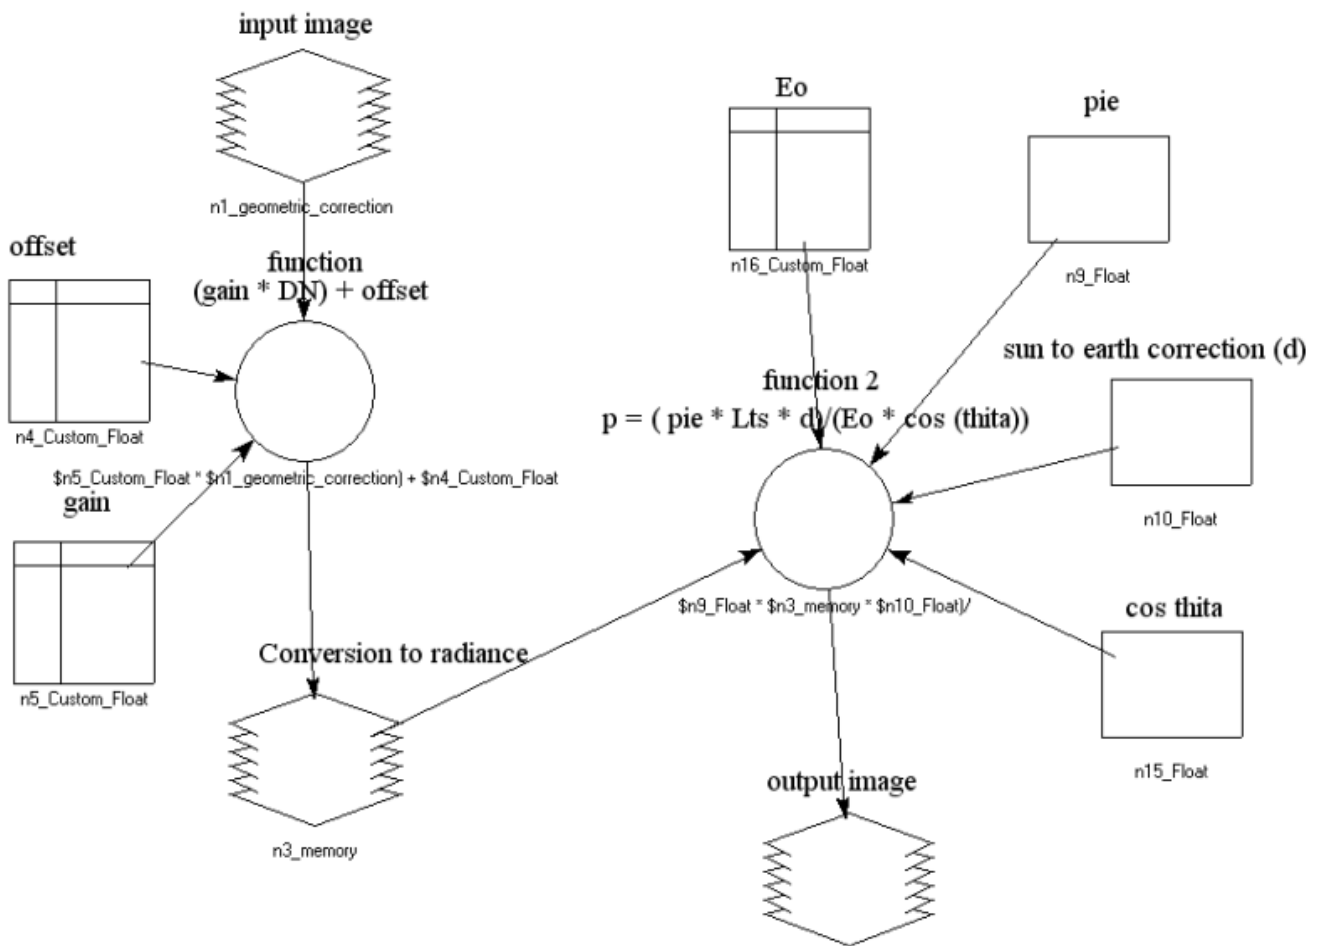 input image
n1_geometric_correction
offset
n4_Custom_Float
function
(gain * DN) + offset
$n5_Custom_Float * $n1_geometric_correction) + $n4_Custom_Float
gain
n5_Custom_Float
Conversion to radiance
n3_memory
Eo
n16_Custom_Float
pie
n9_Float
sun to earth correction (d)
n10_Float
function 2
p = ( pie * Lts * d)/(Eo * cos (thita))
$n9_Float * $n3_memory * $n10_Float)/
cos thita
n15_Float
output image